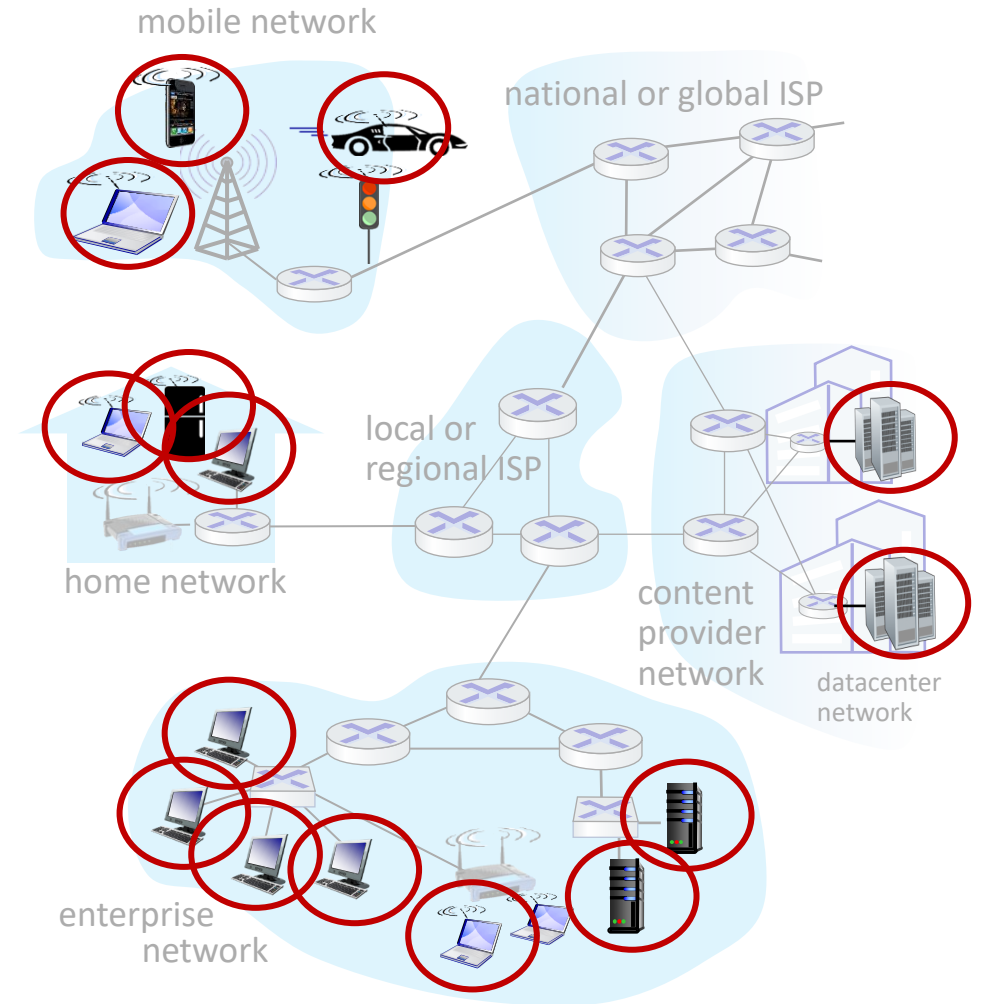 mobile network
national or global ISP
local or
regional ISP
home network
content
provider
network
datacenter
network
enterprise
network